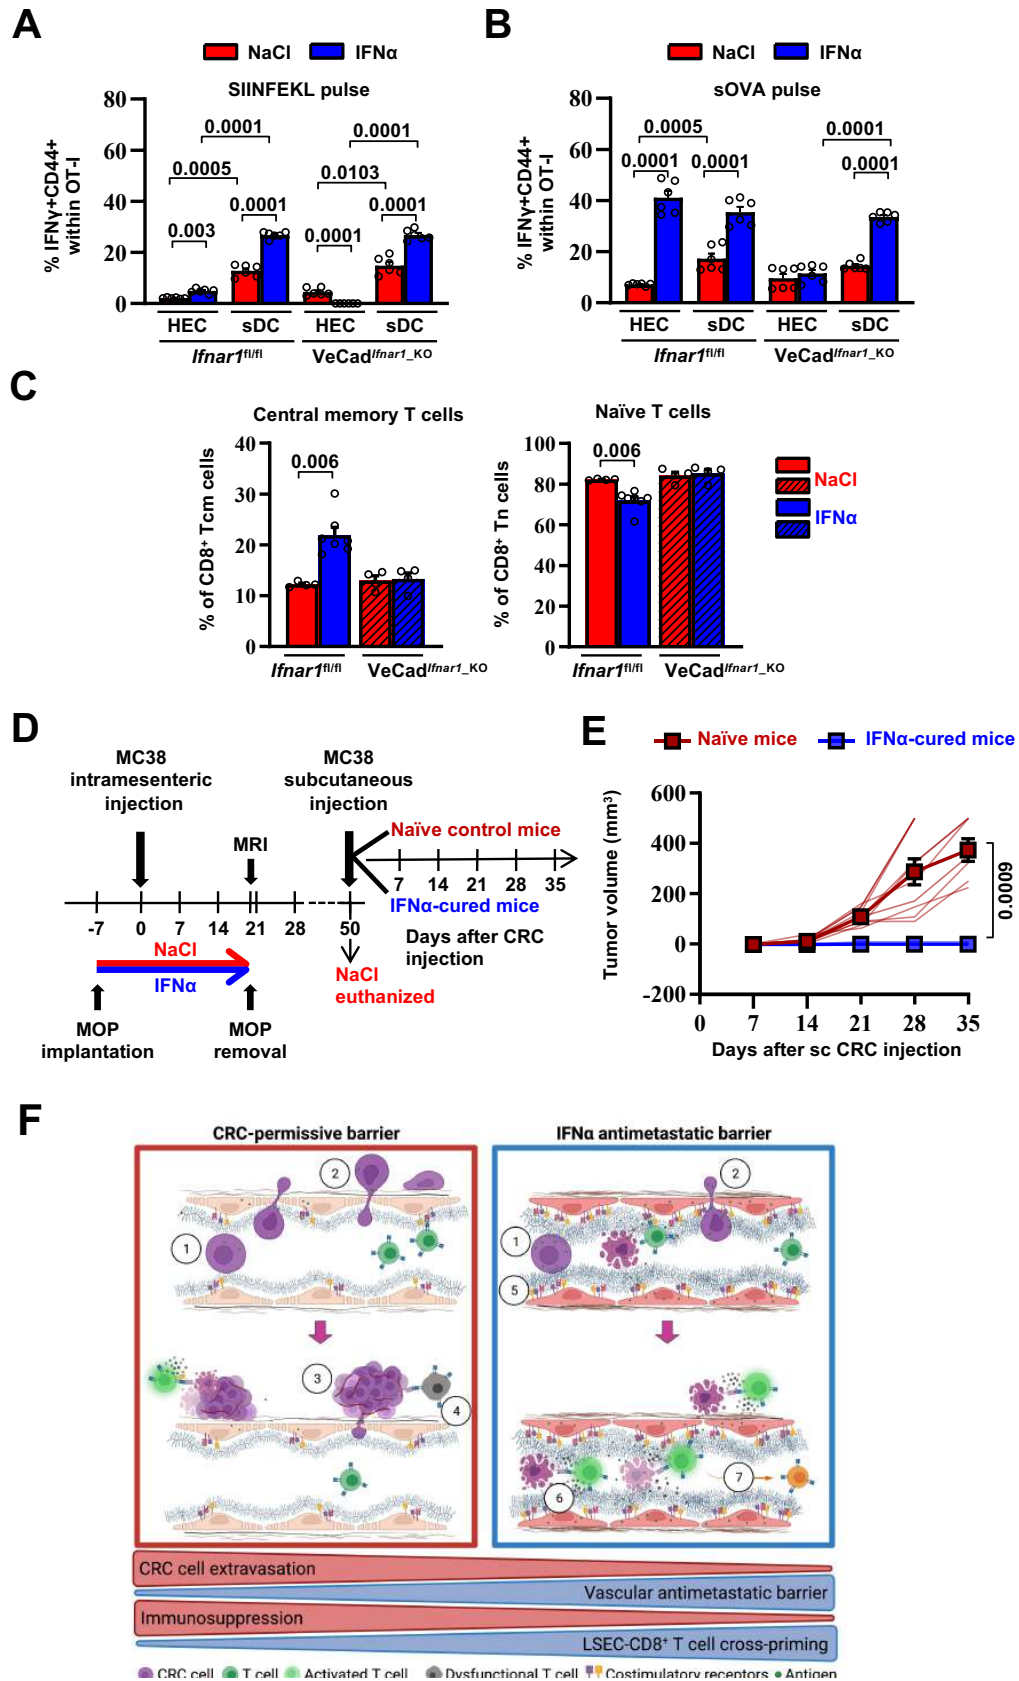 A
NaCl IFNα
SIINFEKL pulse
% IFNγ+CD44+
within OT-I
80
60
40
20
0
0.0001
0.0005
0.003
0.0001
0.0001
0.0103
0.0001
0.0001
HEC sDC HEC sDC
Ifnar1fl/fl VeCadIfnar1_KO
B
NaCl IFNα
sOVA pulse
% IFNγ+CD44+
within OT-I
80
60
40
20
0
0.0005
0.0001
0.0001
0.0001
0.0001
HEC sDC HEC sDC
Ifnar1fl/fl VeCadIfnar1_KO
C
Central memory T cells
% of CD8+ Tcm cells
40
30
20
10
0
0.006
Ifnar1fl/fl VeCadIfnar1_KO
Naïve T cells
% of CD8+ Tn cells
100
80
60
40
20
0
0.006
Ifnar1fl/fl VeCadIfnar1_KO
NaCl
IFNα
D
MC38
intramesenteric
injection
MC38
subcutaneous
injection
MRI
Naïve control mice
7 14 21 28 35
IFNα-cured mice
-7 0 7 14 21 28 50
Days after CRC
injection
NaCl
IFNα
NaCl
euthanized
MOP
implantation
MOP
removal
E
Naïve mice IFNα-cured mice
Tumor volume (mm3)
600
400
200
0
-200
0.0009
0 7 14 21 28 35
Days after sc CRC injection
F
CRC-permissive barrier
IFNα antimetastatic barrier
2
1
3
4
2
1
5
6
7
CRC cell extravasation
Vascular antimetastatic barrier
Immunosuppression
LSEC-CD8+ T cell cross-priming
CRC cell T cell Activated T cell Dysfunctional T cell Costimulatory receptors Antigen